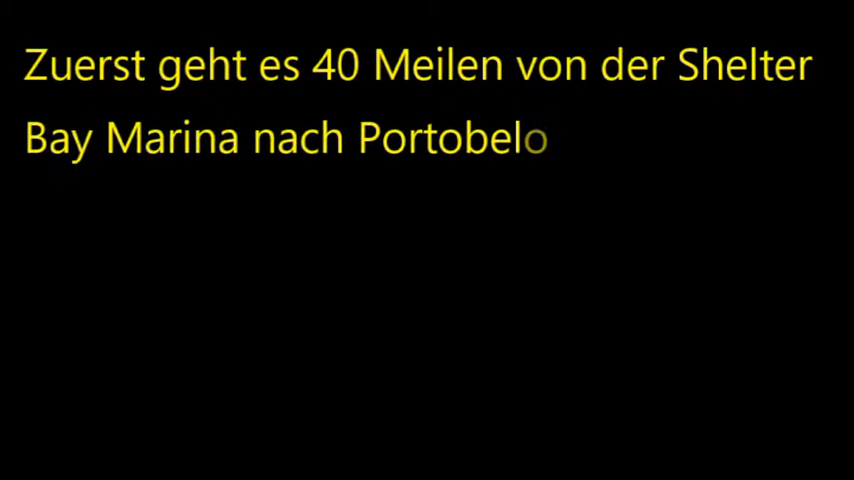 Zuerst geht es 40 Meilen von der Shelter
Bay Marina nach Portobelo